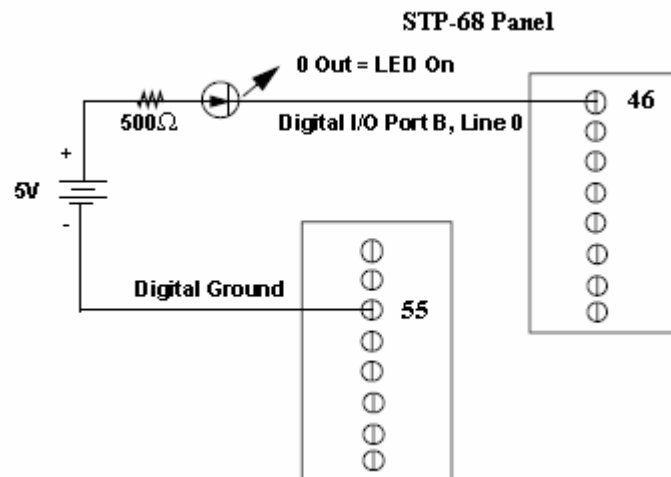 STP-68 Panel
0 Out = LED On
46
500Ω
Digital I/O Port B, Line 0
+
5V
-
Digital Ground
55